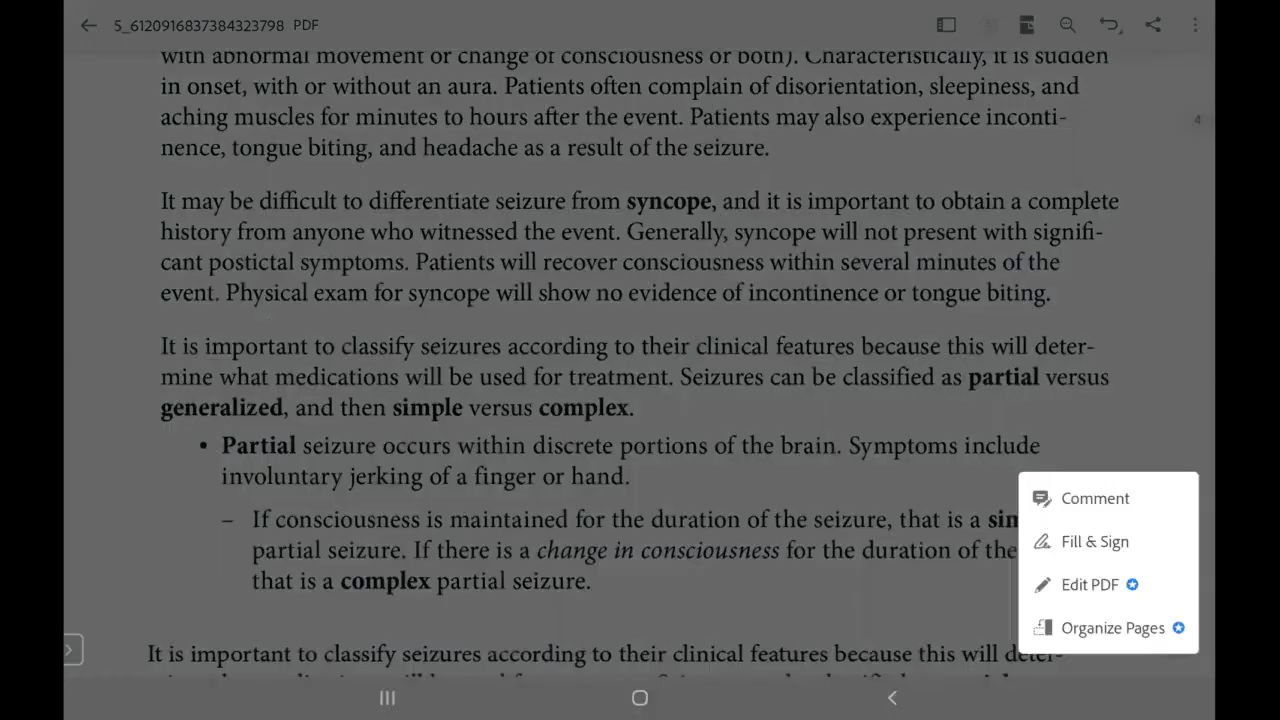 5_6120916837384323798 PDF
with abnormal movement or change of consciousness or both). Characteristically, it is sudden
in onset, with or without an aura. Patients often complain of disorientation, sleepiness, and
aching muscles for minutes to hours after the event. Patients may also experience inconti-
nence, tongue biting, and headache as a result of the seizure.
4
It may be difficult to differentiate seizure from syncope, and it is important to obtain a complete
history from anyone who witnessed the event. Generally, syncope will not present with signifi-
cant postictal symptoms. Patients will recover consciousness within several minutes of the
event. Physical exam for syncope will show no evidence of incontinence or tongue biting.
It is important to classify seizures according to their clinical features because this will deter-
mine what medications will be used for treatment. Seizures can be classified as partial versus
generalized, and then simple versus complex.
• Partial seizure occurs within discrete portions of the brain. Symptoms include
involuntary jerking of a finger or hand.
– If consciousness is maintained for the duration of the seizure, that is a
partial seizure. If there is a change in consciousness for the duration of the
that is a complex partial seizure.
Comment
Fill & Sign
Edit PDF
Organize Pages
It is important to classify seizures according to their clinical features because this will deter-